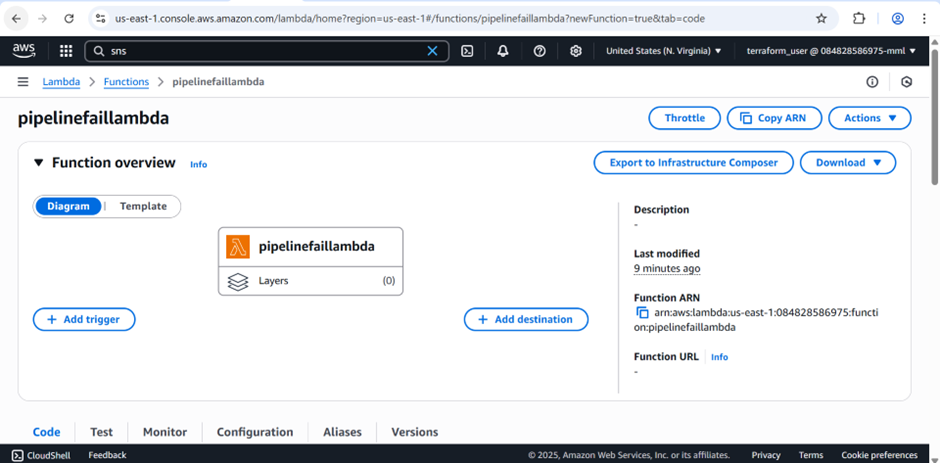 us-east-1.console.aws.amazon.com/lambda/home?region=us-east-1#/functions/pipelinefaillambda?newFunction=true&tab=code
aws sns United States (N. Virginia) terraform_user @ 084828586975-mml
Lambda Functions pipelinefaillambda
pipelinefaillambda Throttle Copy ARN Actions
Function overview Info Export to Infrastructure Composer Download
Diagram Template
pipelinefaillambda
Layers (0)
Add trigger
Add destination
Description
-
Last modified
9 minutes ago
Function ARN
arn:aws:lambda:us-east-1:084828586975:functi
on:pipelinefaillambda
Function URL Info
-
Code Test Monitor Configuration Aliases Versions
CloudShell Feedback © 2025, Amazon Web Services, Inc. or its affiliates. Privacy Terms Cookie preferences